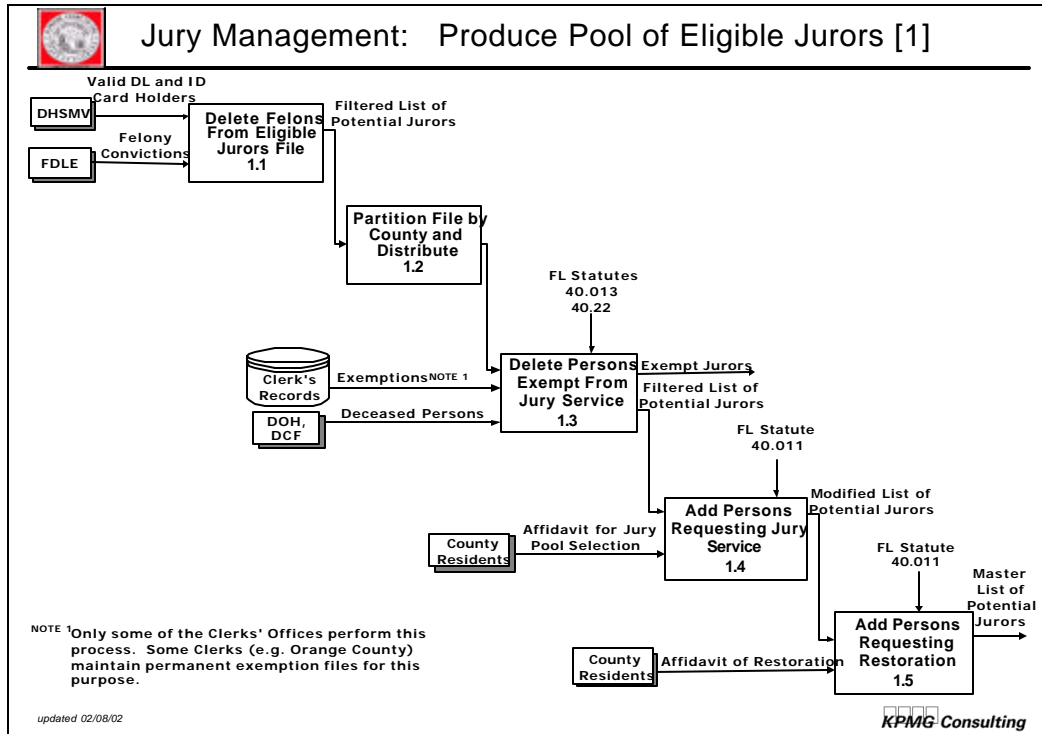 Jury Management: Produce Pool of Eligible Jurors [1]
Valid DL and ID
Card Holders
DHSMV
Felony
Convictions
FDLE
Delete Felons
From Eligible
Jurors File
1.1
Filtered List of
Potential Jurors
Partition File by
County and
Distribute
1.2
FL Statutes
40.013
40.22
Clerk's
Records
Exemptions NOTE 1
DOH,
DCF
Deceased Persons
Delete Persons
Exempt From
Jury Service
1.3
Exempt Jurors
Filtered List of
Potential Jurors
FL Statute
40.011
County
Residents
Affidavit for Jury
Pool Selection
Add Persons
Requesting Jury
Service
1.4
Modified List of
Potential Jurors
FL Statute
40.011
County
Residents
Affidavit of Restoration
Add Persons
Requesting
Restoration
1.5
Master
List of
Potential
Jurors
NOTE 1 Only some of the Clerks' Offices perform this
process. Some Clerks (e.g. Orange County)
maintain permanent exemption files for this
purpose.
updated 02/08/02
KPMG Consulting